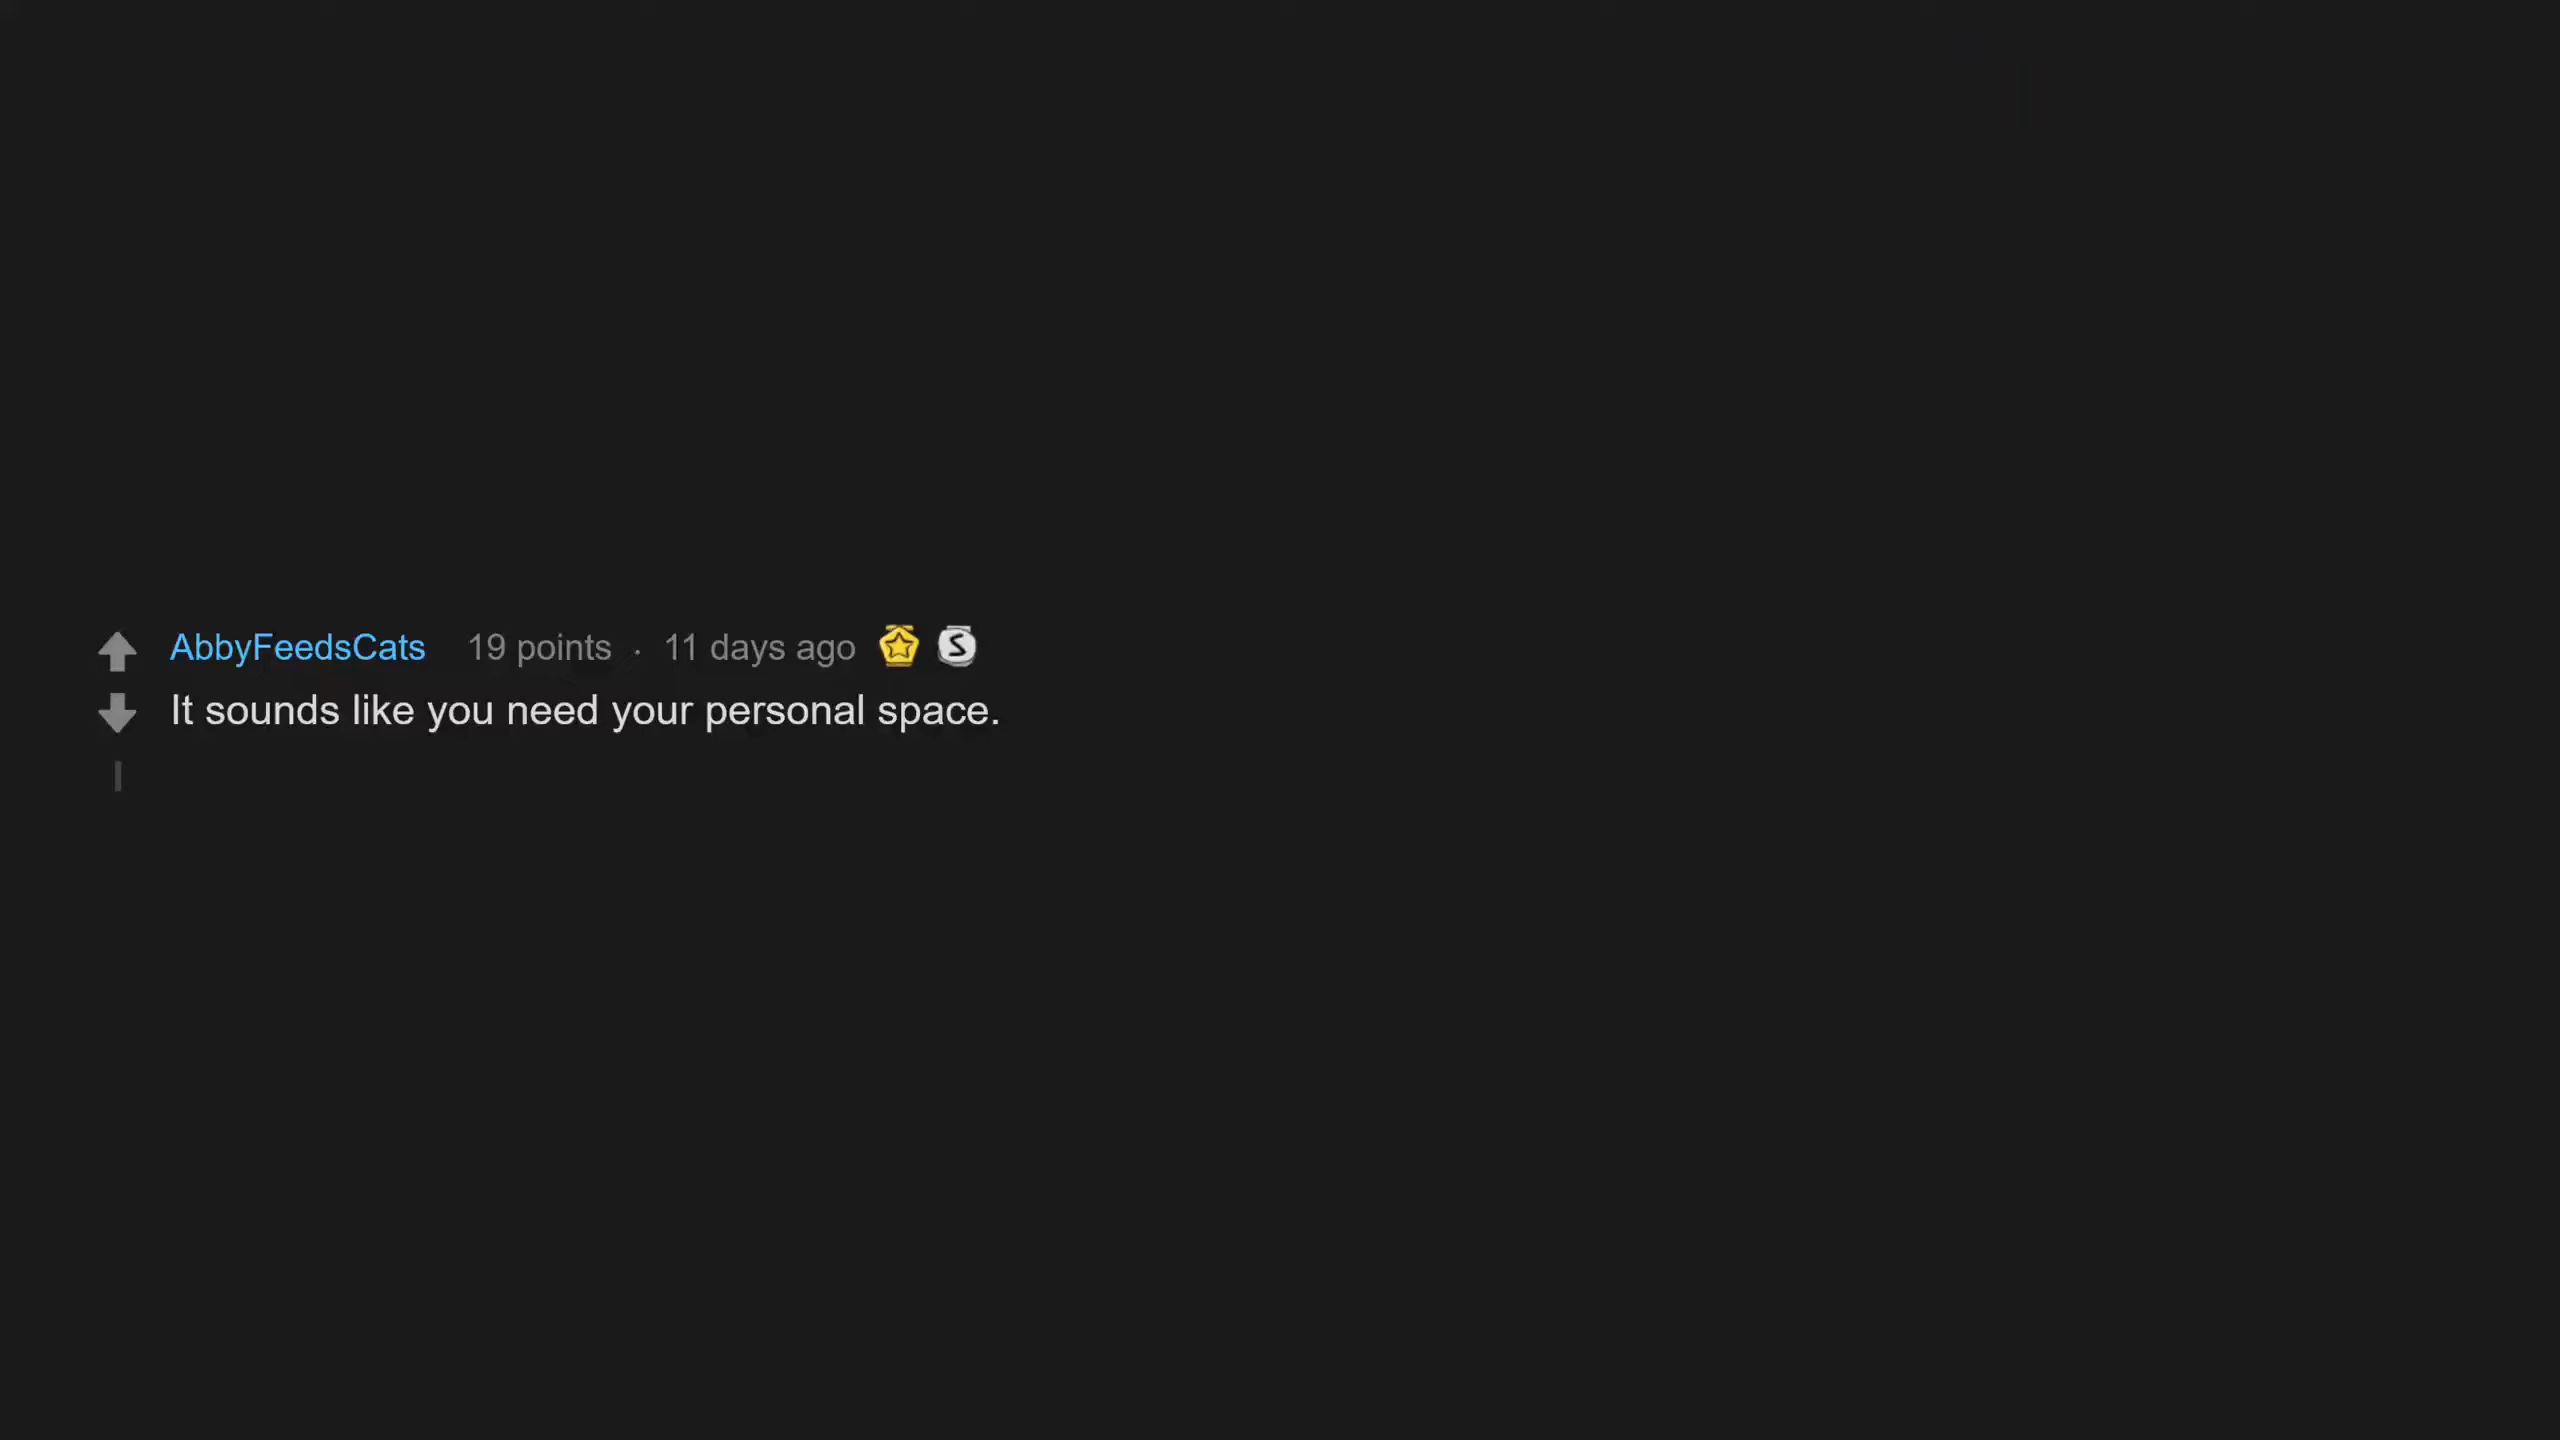 AbbyFeedsCats 19 points · 11 days ago S
It sounds like you need your personal space.